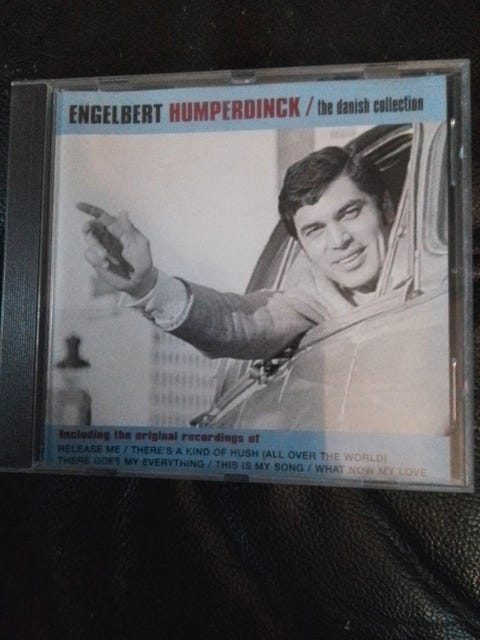 ENGELBERT HUMPERDINCK / the danish collection
Including the original recordings of
RELEASE ME / THERE'S A KIND OF HUSH (ALL OVER THE WORLD)
THERE GOES MY EVERYTHING / THIS IS MY SONG / WHAT NOW MY LOVE